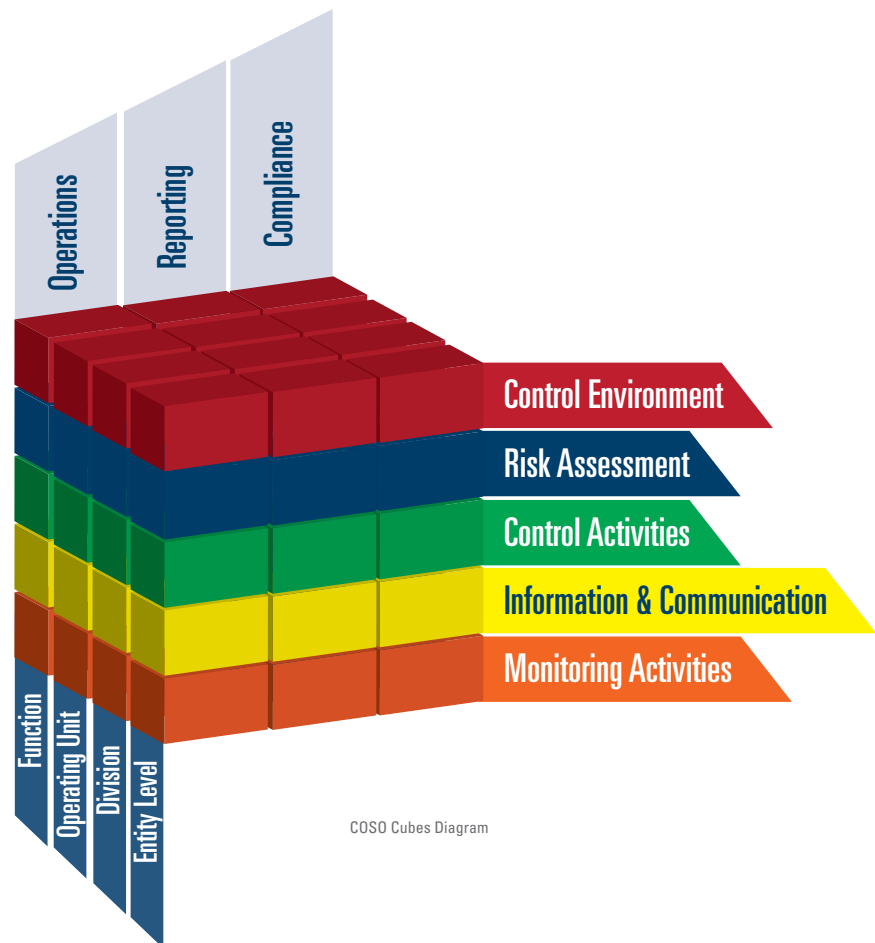 Operations
Reporting
Compliance
Control Environment
Risk Assessment
Control Activities
Information & Communication
Monitoring Activities
Function
Operating Unit
Division
Entity Level
COSO Cubes Diagram